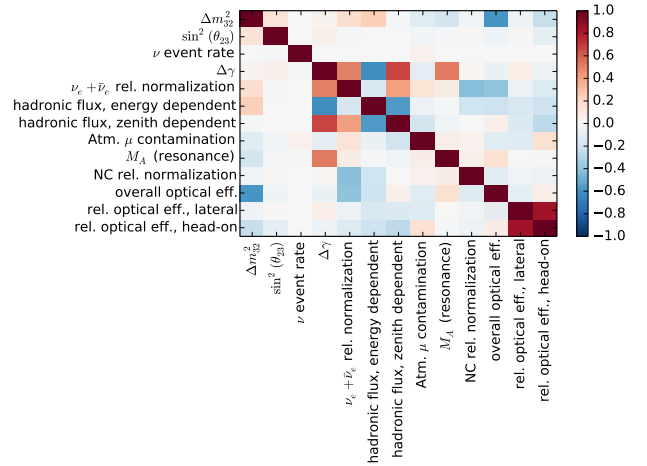 Δm²₃₂
sin² (θ₂₃)
ν event rate
Δγ
νₑ + ν̄ₑ rel. normalization
hadronic flux, energy dependent
hadronic flux, zenith dependent
Atm. μ contamination
M_A (resonance)
NC rel. normalization
overall optical eff.
rel. optical eff., lateral
rel. optical eff., head-on
Δm²₃₂
sin² (θ₂₃)
ν event rate
Δγ
νₑ + ν̄ₑ rel. normalization
hadronic flux, energy dependent
hadronic flux, zenith dependent
Atm. μ contamination
M_A (resonance)
NC rel. normalization
overall optical eff.
rel. optical eff., lateral
rel. optical eff., head-on
1.0
0.8
0.6
0.4
0.2
0.0
−0.2
−0.4
−0.6
−0.8
−1.0